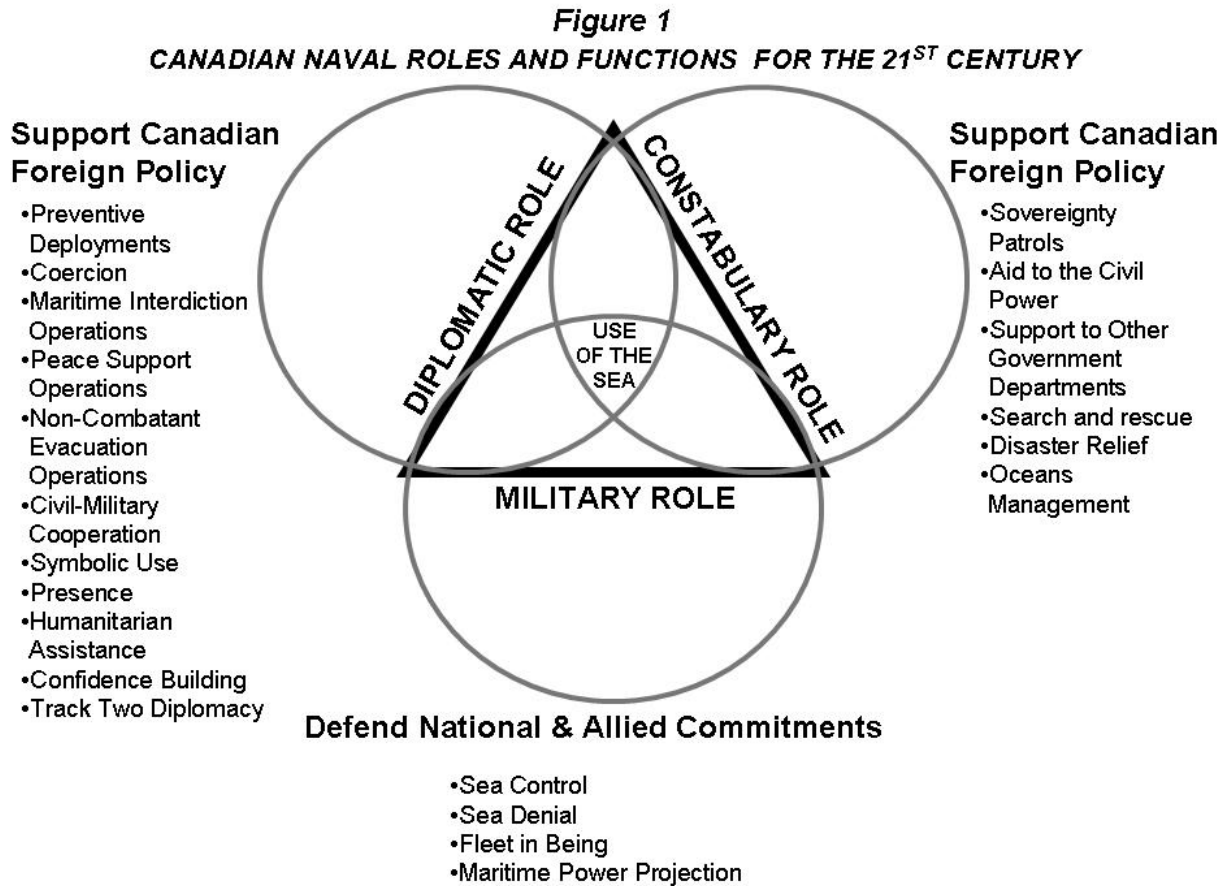 Figure 1
CANADIAN NAVAL ROLES AND FUNCTIONS FOR THE 21ST CENTURY
Support Canadian
Foreign Policy
•Preventive
Deployments
•Coercion
•Maritime Interdiction
Operations
•Peace Support
Operations
•Non-Combatant
Evacuation
Operations
•Civil-Military
Cooperation
•Symbolic Use
•Presence
•Humanitarian
Assistance
•Confidence Building
•Track Two Diplomacy
DIPLOMATIC ROLE
CONSTABULARY ROLE
USE
OF THE
SEA
MILITARY ROLE
Support Canadian
Foreign Policy
•Sovereignty
Patrols
•Aid to the Civil
Power
•Support to Other
Government
Departments
•Search and rescue
•Disaster Relief
•Oceans
Management
Defend National & Allied Commitments
•Sea Control
•Sea Denial
•Fleet in Being
•Maritime Power Projection